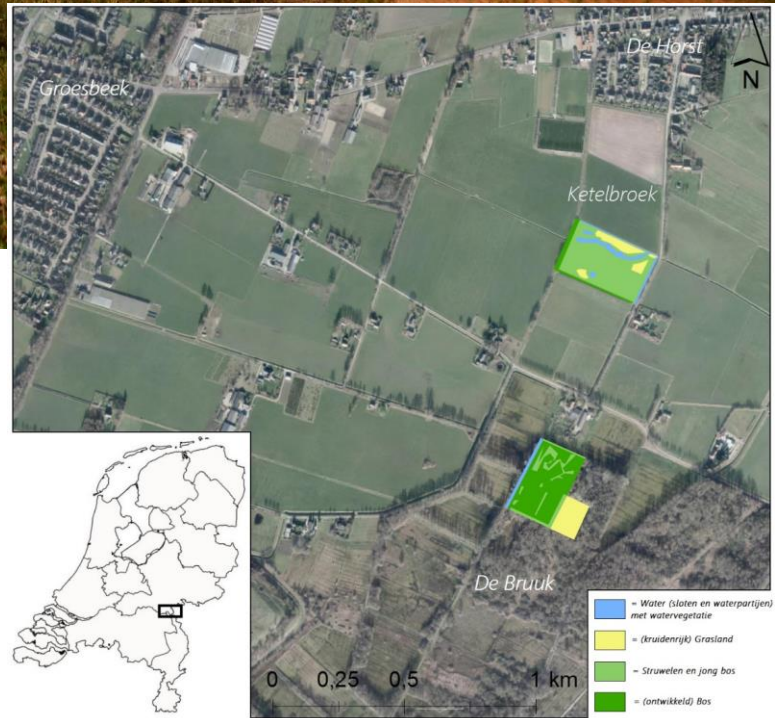 De Horst
Groesbeek
N
Ketelbroek
De Bruuk
0 0,25 0,5 1 km
= Water (sloten en waterpartijen)
met watervegetatie
= (kruidenrijk) Grasland
= Struwelen en jong bos
= (ontwikkeld) Bos